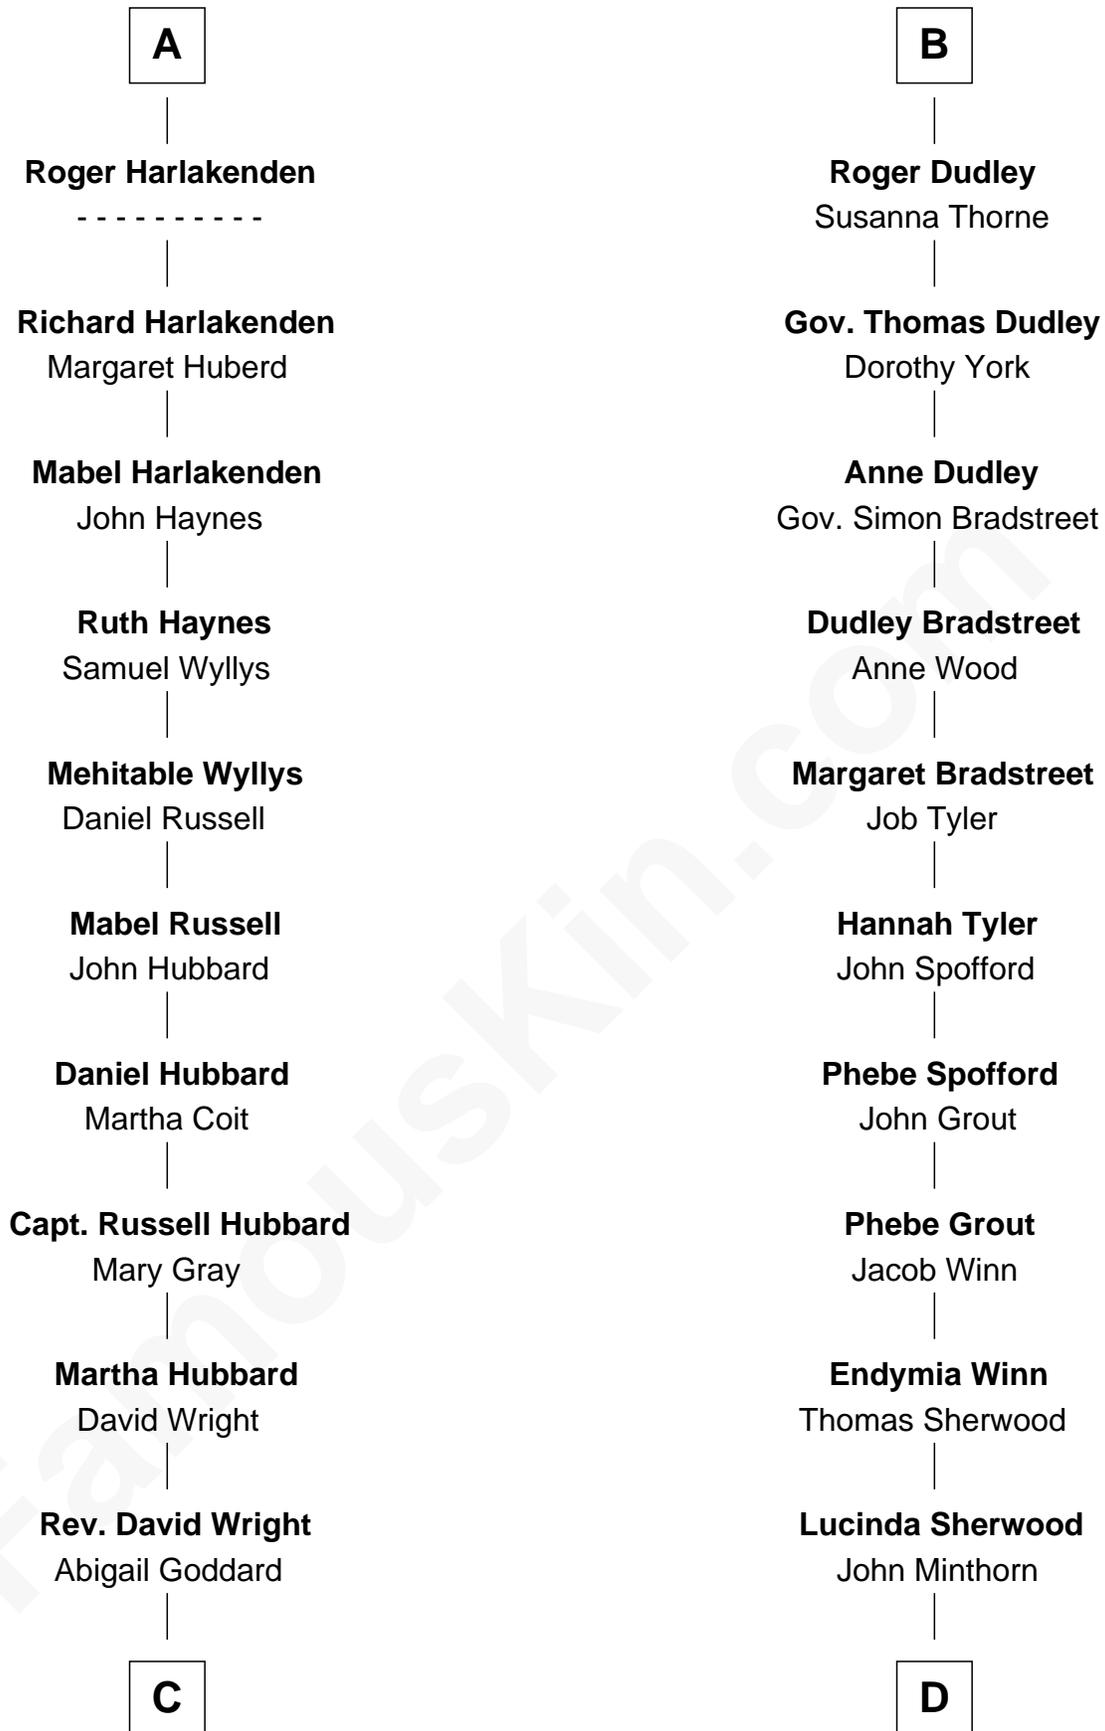 A
Roger Harlakenden
- - - - - - - - - -
Richard Harlakenden
Margaret Huberd
Mabel Harlakenden
John Haynes
Ruth Haynes
Samuel Wyllys
Mehitable Wyllys
Daniel Russell
Mabel Russell
John Hubbard
Daniel Hubbard
Martha Coit
Capt. Russell Hubbard
Mary Gray
Martha Hubbard
David Wright
Rev. David Wright
Abigail Goddard
C
B
Roger Dudley
Susanna Thorne
Gov. Thomas Dudley
Dorothy York
Anne Dudley
Gov. Simon Bradstreet
Dudley Bradstreet
Anne Wood
Margaret Bradstreet
Job Tyler
Hannah Tyler
John Spofford
Phebe Spofford
John Grout
Phebe Grout
Jacob Winn
Endymia Winn
Thomas Sherwood
Lucinda Sherwood
John Minthorn
D
FamousKin.com